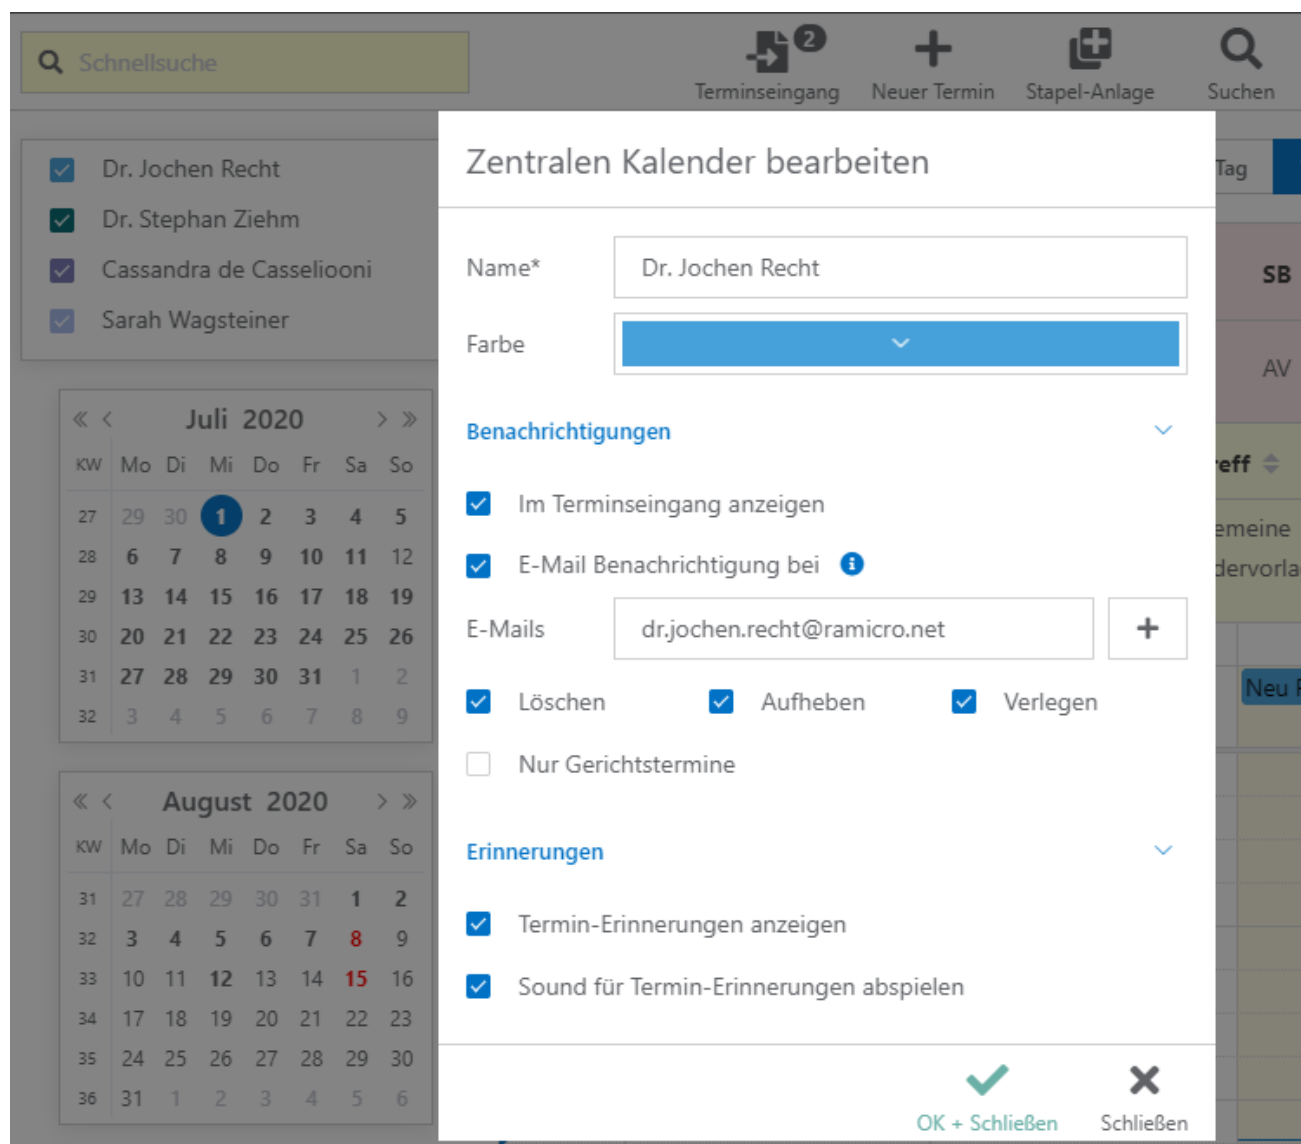 Schnellsuche
2
Terminseingang
Neuer Termin
Stapel-Anlage
Suchen
Dr. Jochen Recht
Dr. Stephan Ziehm
Cassandra de Casseliooni
Sarah Wagsteiner
Juli 2020
KW Mo Di Mi Do Fr Sa So
27 29 30 1 2 3 4 5
28 6 7 8 9 10 11 12
29 13 14 15 16 17 18 19
30 20 21 22 23 24 25 26
31 27 28 29 30 31 1 2
32 3 4 5 6 7 8 9
August 2020
KW Mo Di Mi Do Fr Sa So
31 27 28 29 30 31 1 2
32 3 4 5 6 7 8 9
33 10 11 12 13 14 15 16
34 17 18 19 20 21 22 23
35 24 25 26 27 28 29 30
36 31 1 2 3 4 5 6
Zentralen Kalender bearbeiten
Name* Dr. Jochen Recht
Farbe
Benachrichtigungen
Im Terminseingang anzeigen
E-Mail Benachrichtigung bei
E-Mails dr.jochen.recht@ramicro.net
Löschen Aufheben Verlegen
Nur Gerichtstermine
Erinnerungen
Termin-Erinnerungen anzeigen
Sound für Termin-Erinnerungen abspielen
OK + Schließen
Schließen
Tag
SB
AV
reff
emeine
dervorla
Neu